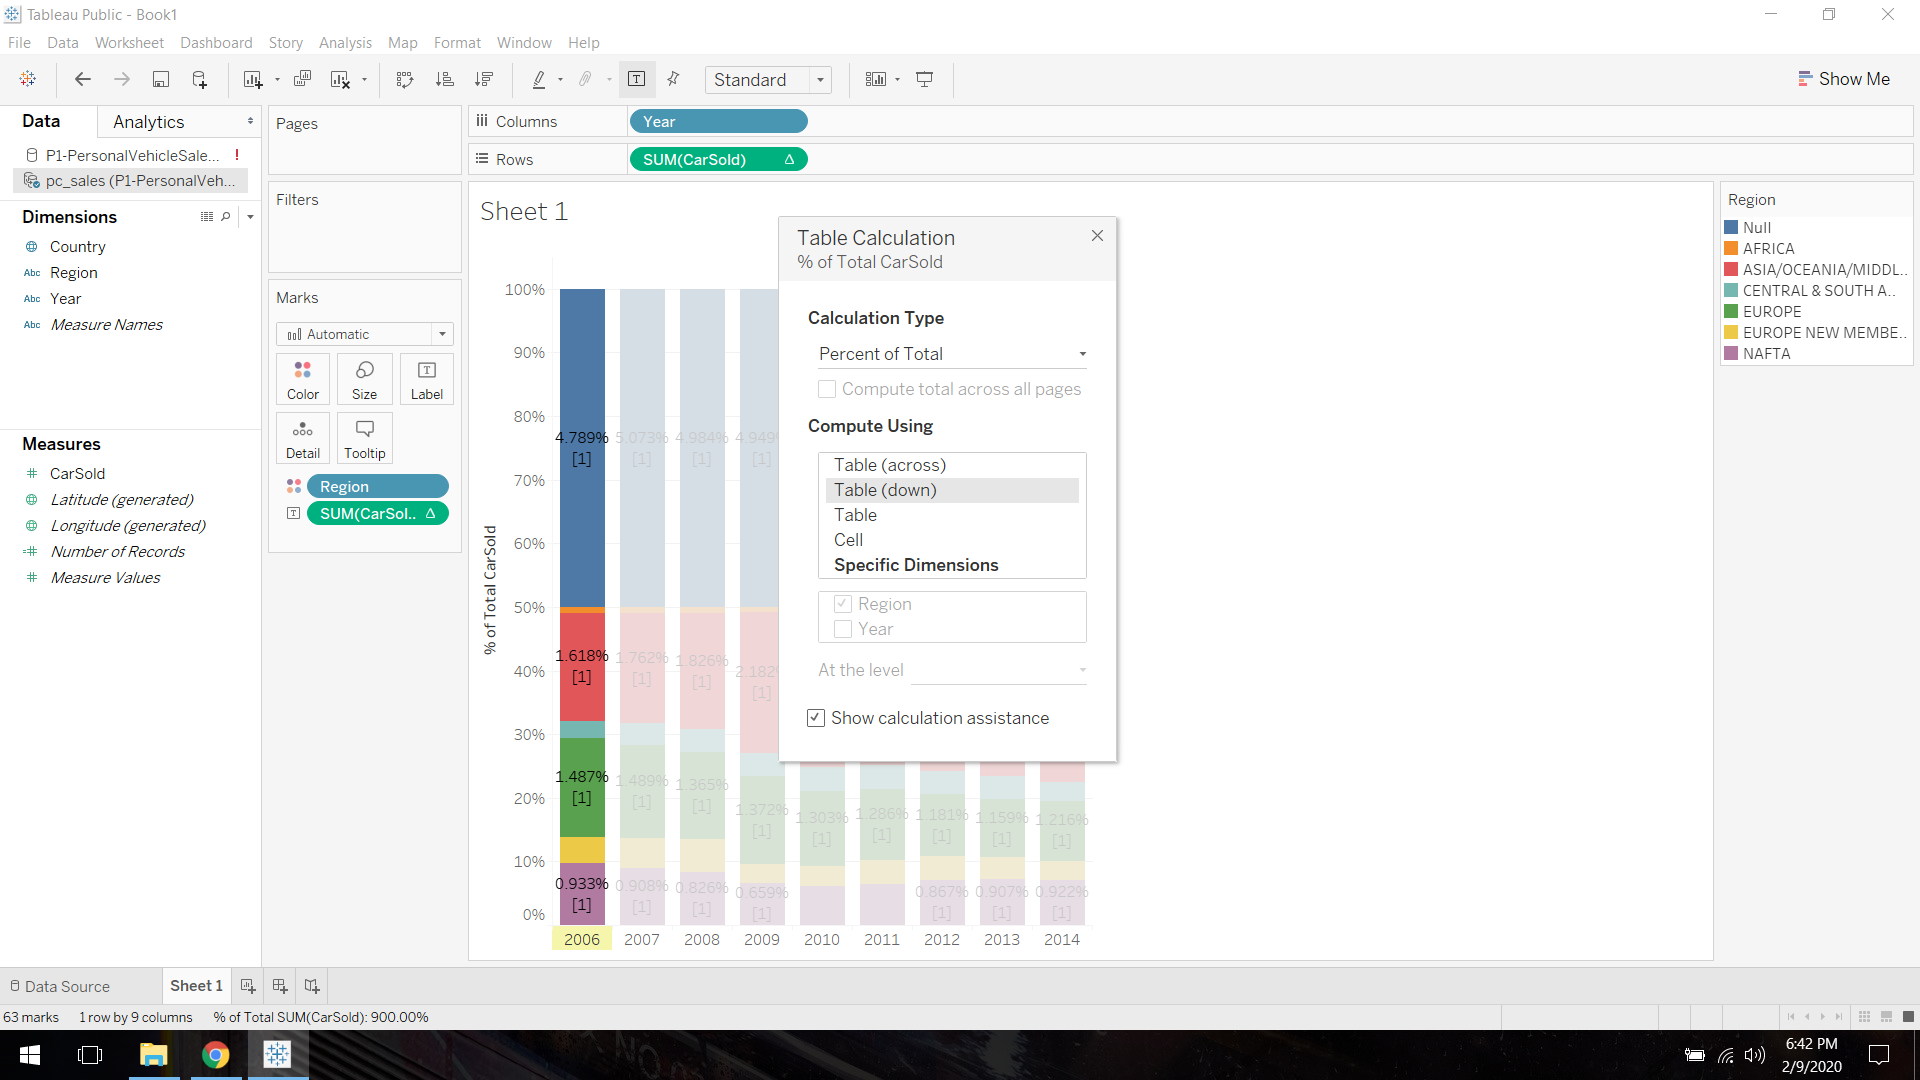 Tableau Public - Book1
File Data Worksheet Dashboard Story Analysis Map Format Window Help
Standard
Show Me
Data
Analytics
P1-PersonalVehicleSale... !
pc_sales (P1-PersonalVeh...
Dimensions
Country
Abc Region
Abc Year
Abc Measure Names
Measures
CarSold
Latitude (generated)
Longitude (generated)
Number of Records
Measure Values
Pages
Filters
Marks
Automatic
Color Size Label
Detail Tooltip
Region
SUM(CarSol.. Δ
Columns
Year
Rows
SUM(CarSold) Δ
Sheet 1
% of Total CarSold
100%
90%
80%
70%
60%
50%
40%
30%
20%
10%
0%
4.789% 5.073% 4.984% 4.949%
[1] [1] [1] [1]
1.618% 1.762% 1.826% 2.182%
[1] [1] [1] [1]
1.487% 1.489% 1.365% 1.372% 1.303% 1.286% 1.181% 1.159% 1.216%
[1] [1] [1] [1] [1] [1] [1] [1] [1]
0.933% 0.908% 0.826% 0.659% 0.867% 0.907% 0.922%
[1] [1] [1] [1] [1] [1] [1]
2006 2007 2008 2009 2010 2011 2012 2013 2014
Table Calculation
% of Total CarSold
Calculation Type
Percent of Total
Compute total across all pages
Compute Using
Table (across)
Table (down)
Table
Cell
Specific Dimensions
Region
Year
At the level
Show calculation assistance
Region
Null
AFRICA
ASIA/OCEANIA/MIDDL..
CENTRAL & SOUTH A..
EUROPE
EUROPE NEW MEMBE..
NAFTA
Data Source
Sheet 1
63 marks 1 row by 9 columns % of Total SUM(CarSold): 900.00%
6:42 PM
2/9/2020